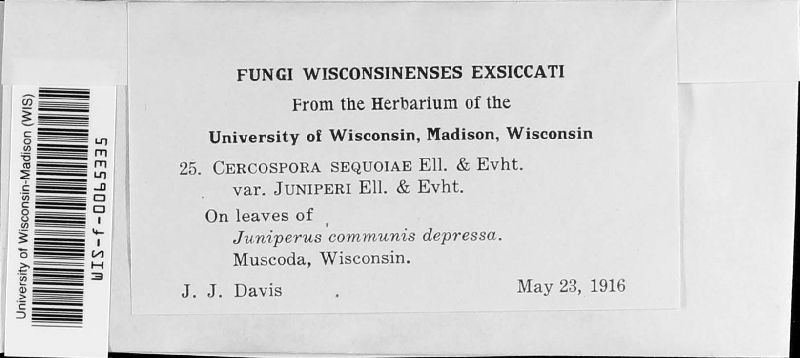 FUNGI WISCONSINENSES EXSICCATI
From the Herbarium of the
University of Wisconsin, Madison, Wisconsin
25. CERCOSPORA SEQUOIAE Ell. & Evht.
var. JUNIPERI Ell. & Evht.
On leaves of
Juniperus communis depressa.
Muscoda, Wisconsin.
J. J. Davis May 23, 1916
University of Wisconsin-Madison (WIS)
WIS-f-0065335